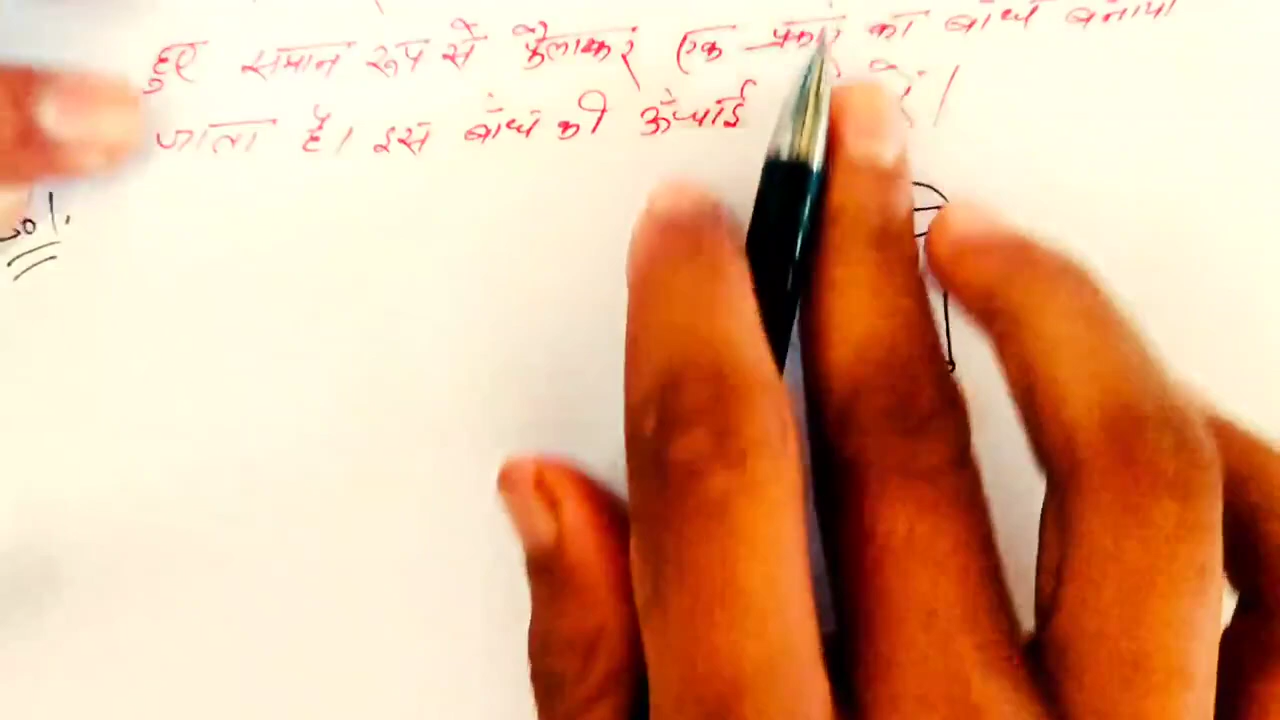 हुए समान रूप से फैलाकर एक प्रकार का बाँध बनाया
जाता है। इस बाँध की ऊँचाई